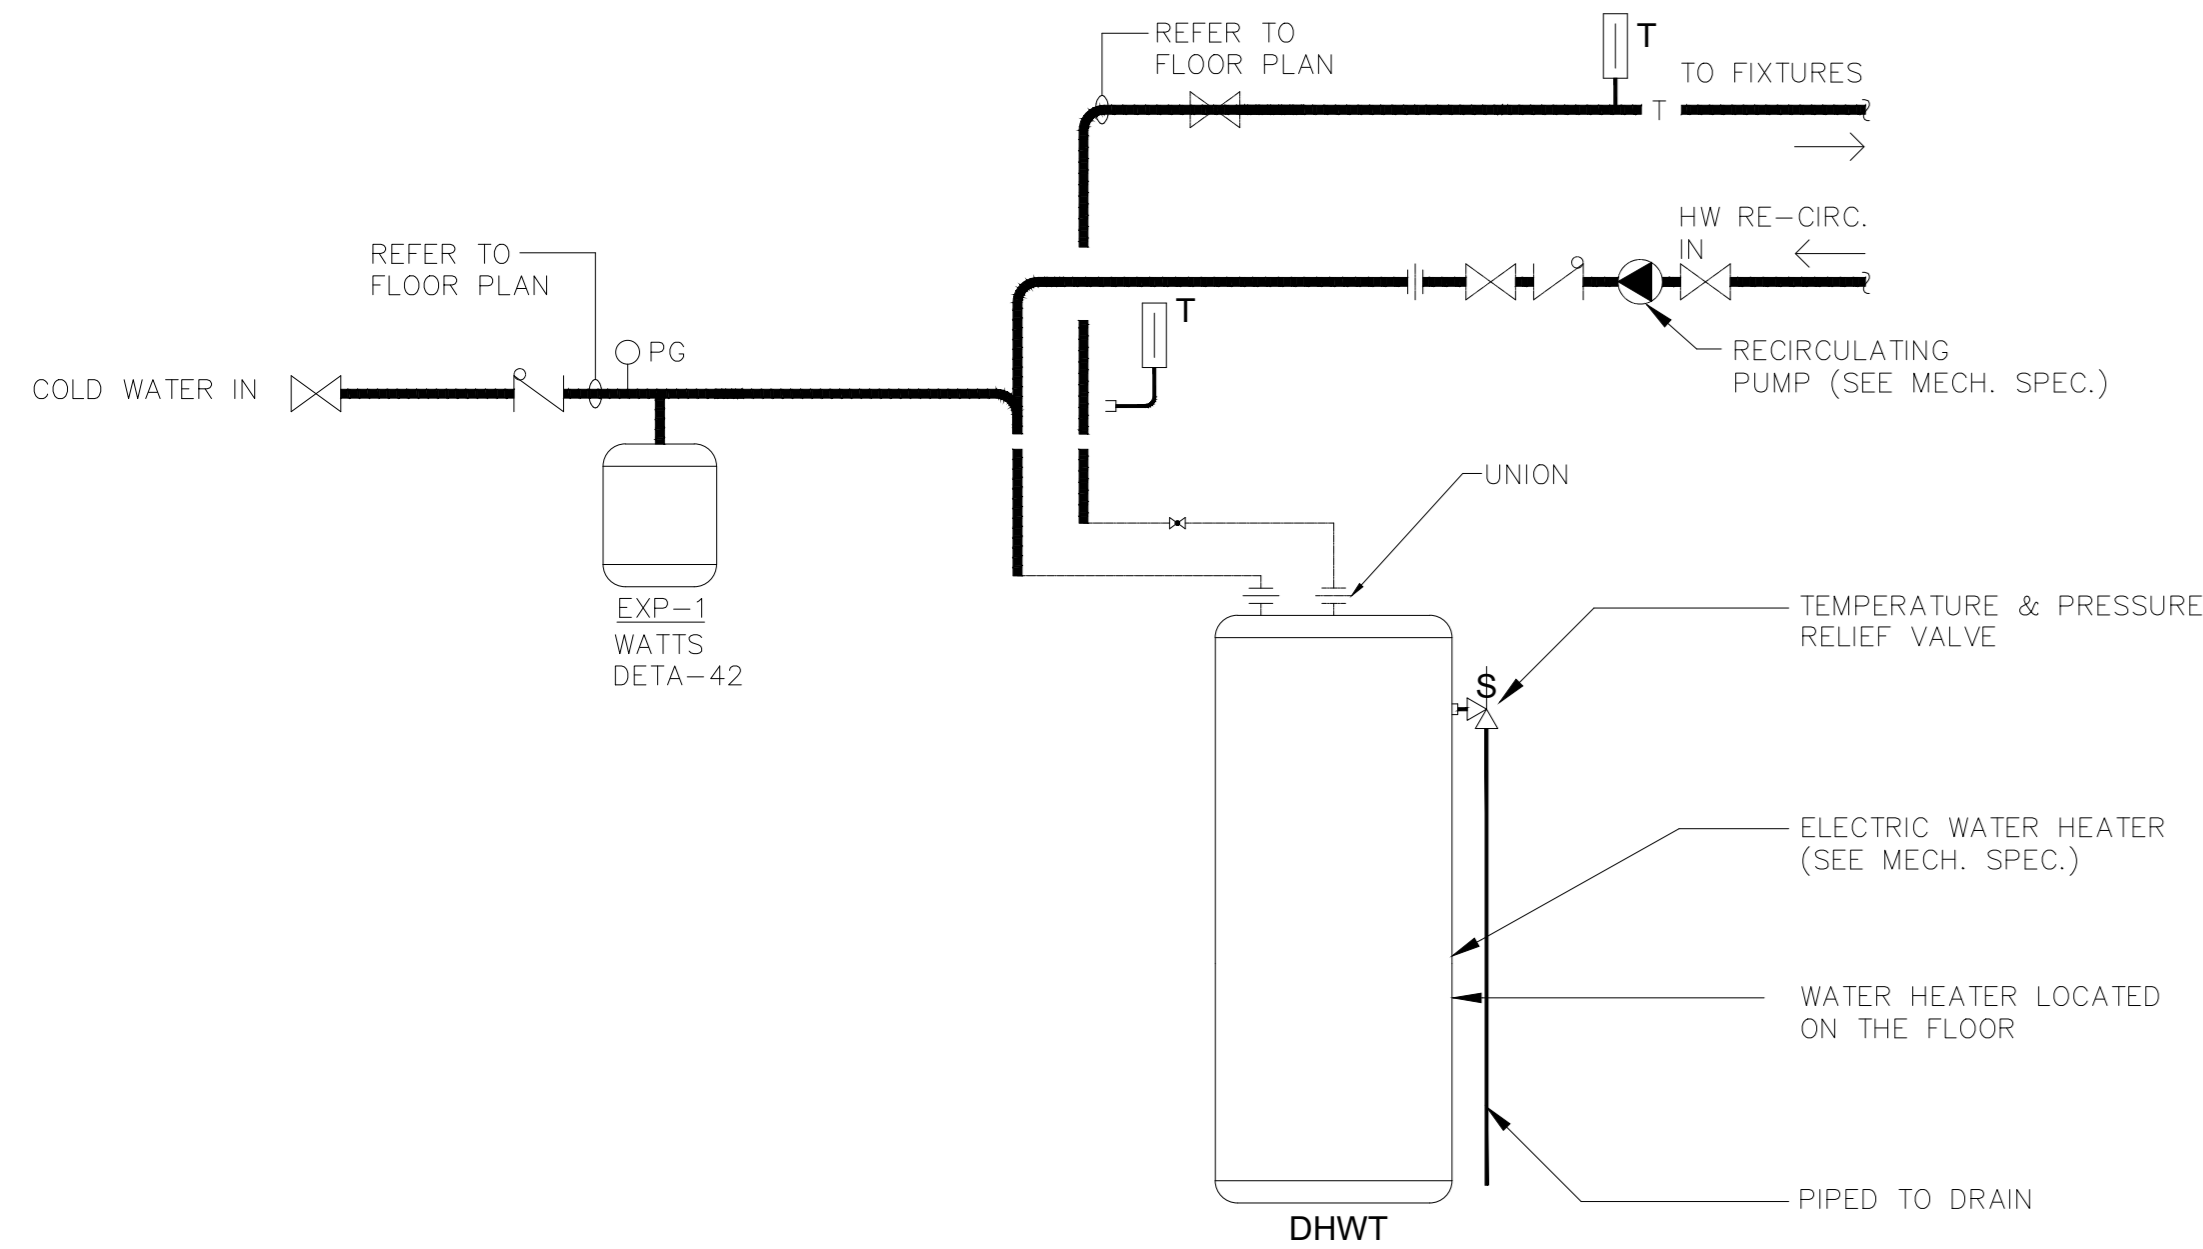 REFER TO
FLOOR PLAN
T
TO FIXTURES
T
HW RE-CIRC.
IN
REFER TO
FLOOR PLAN
T
PG
RECIRCULATING
PUMP (SEE MECH. SPEC.)
COLD WATER IN
UNION
EXP-1
WATTS
DETA-42
TEMPERATURE & PRESSURE
RELIEF VALVE
$
ELECTRIC WATER HEATER
(SEE MECH. SPEC.)
WATER HEATER LOCATED
ON THE FLOOR
PIPED TO DRAIN
DHWT